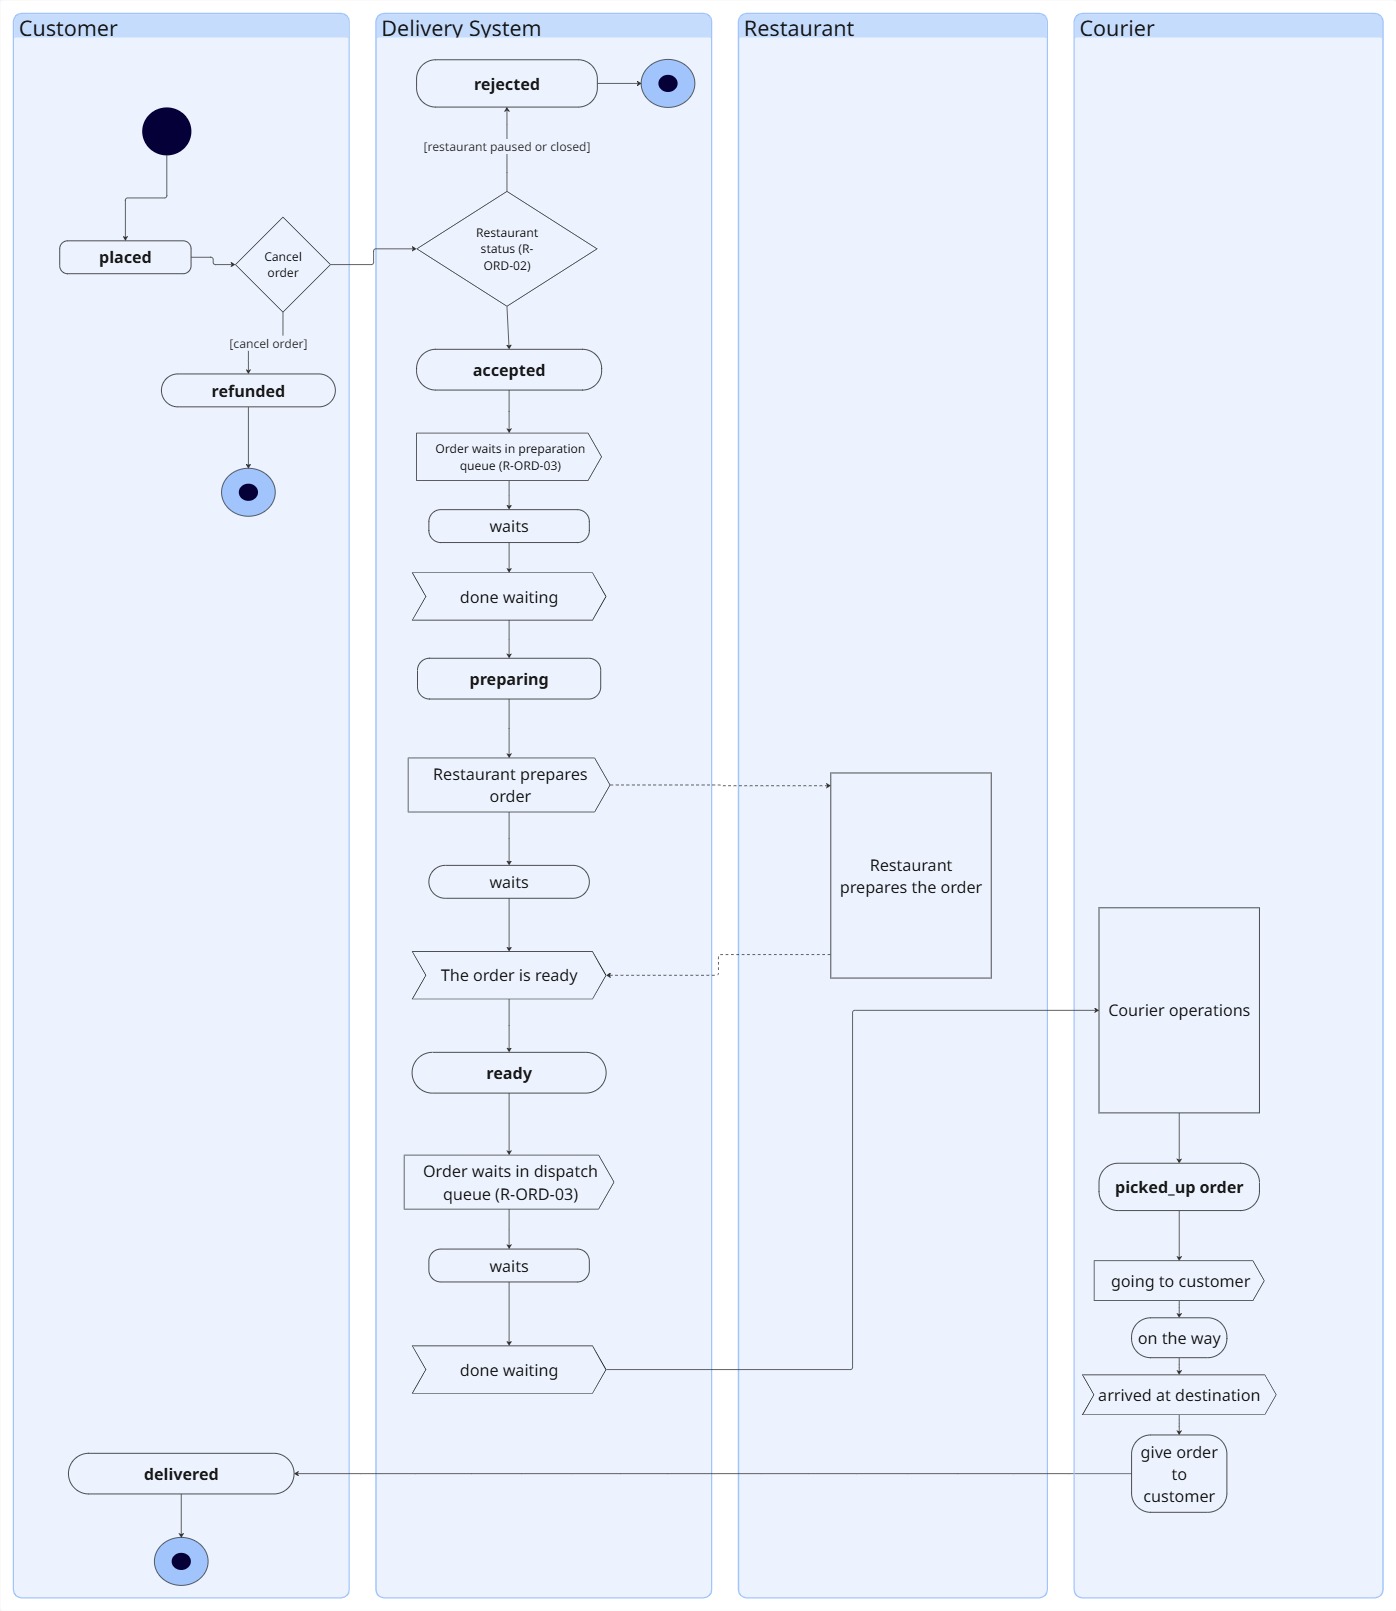 Customer
Delivery System
Restaurant
Courier
rejected
[restaurant paused or closed]
Restaurant
status (R-
ORD-02)
placed
Cancel
order
[cancel order]
refunded
accepted
Order waits in preparation
queue (R-ORD-03)
waits
done waiting
preparing
Restaurant prepares
order
Restaurant
prepares the order
waits
The order is ready
Courier operations
ready
Order waits in dispatch
queue (R-ORD-03)
picked_up order
waits
going to customer
on the way
done waiting
arrived at destination
give order
to
customer
delivered